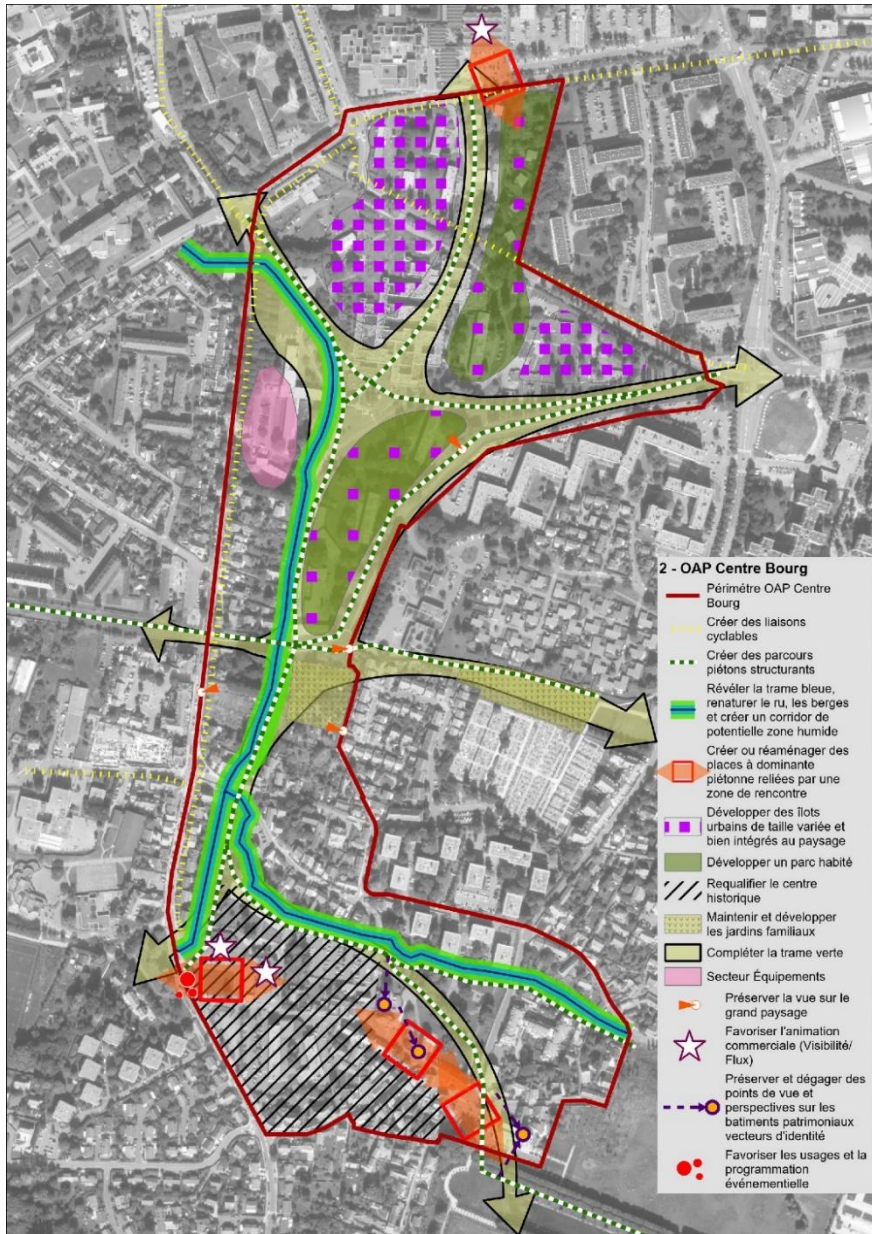 2 - OAP Centre Bourg
Périmétre OAP Centre
Bourg
Créer des liaisons
cyclables
Créer des parcours
piétons structurants
Révéler la trame bleue,
renaturer le ru, les berges
et créer un corridor de
potentielle zone humide
Créer ou réaménager des
places à dominante
piétonne reliées par une
zone de rencontre
Développer des îlots
urbains de taille variée et
bien intégrés au paysage
Développer un parc habité
Requalifier le centre
historique
Maintenir et développer
les jardins familiaux
Compléter la trame verte
Secteur Équipements
Préserver la vue sur le
grand paysage
Favoriser l'animation
commerciale (Visibilité/
Flux)
Préserver et dégager des
points de vue et
perspectives sur les
batiments patrimoniaux
vecteurs d'identité
Favoriser les usages et la
programmation
événementielle